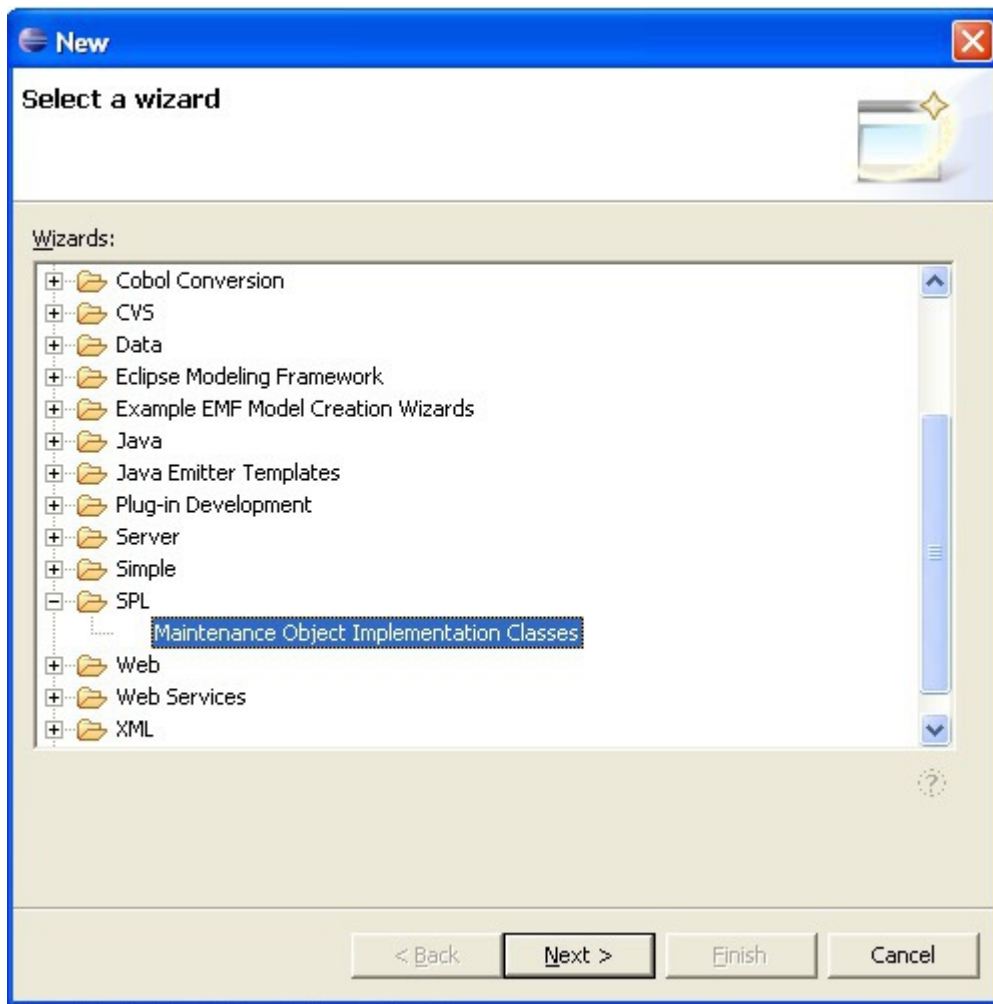 New
Select a wizard
Wizards:
Cobol Conversion
CVS
Data
Eclipse Modeling Framework
Example EMF Model Creation Wizards
Java
Java Emitter Templates
Plug-in Development
Server
Simple
SPL
Maintenance Object Implementation Classes
Web
Web Services
XML
?
< Back Next > Finish Cancel